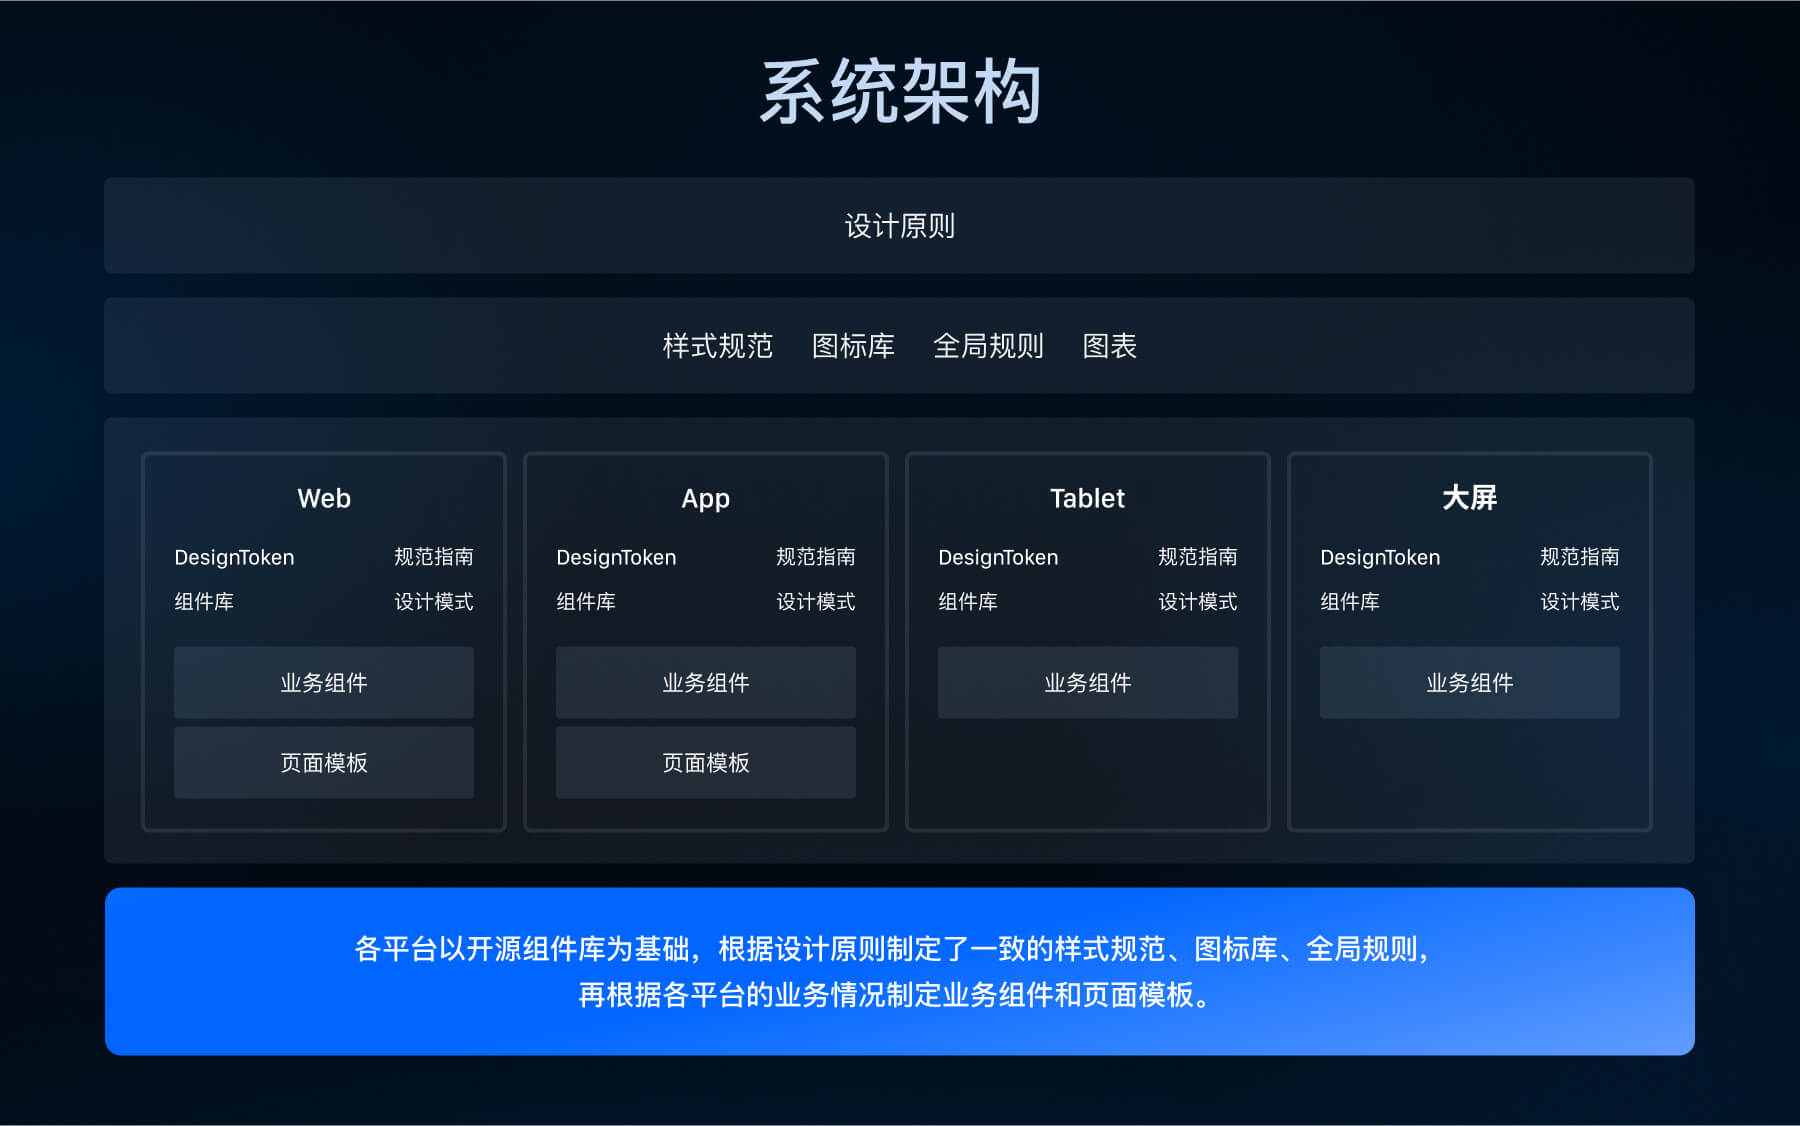 系统架构
设计原则
样式规范 图标库 全局规则 图表
Web
DesignToken 规范指南
组件库 设计模式
业务组件
页面模板
App
DesignToken 规范指南
组件库 设计模式
业务组件
页面模板
Tablet
DesignToken 规范指南
组件库 设计模式
业务组件
大屏
DesignToken 规范指南
组件库 设计模式
业务组件
各平台以开源组件库为基础，根据设计原则制定了一致的样式规范、图标库、全局规则，
再根据各平台的业务情况制定业务组件和页面模板。